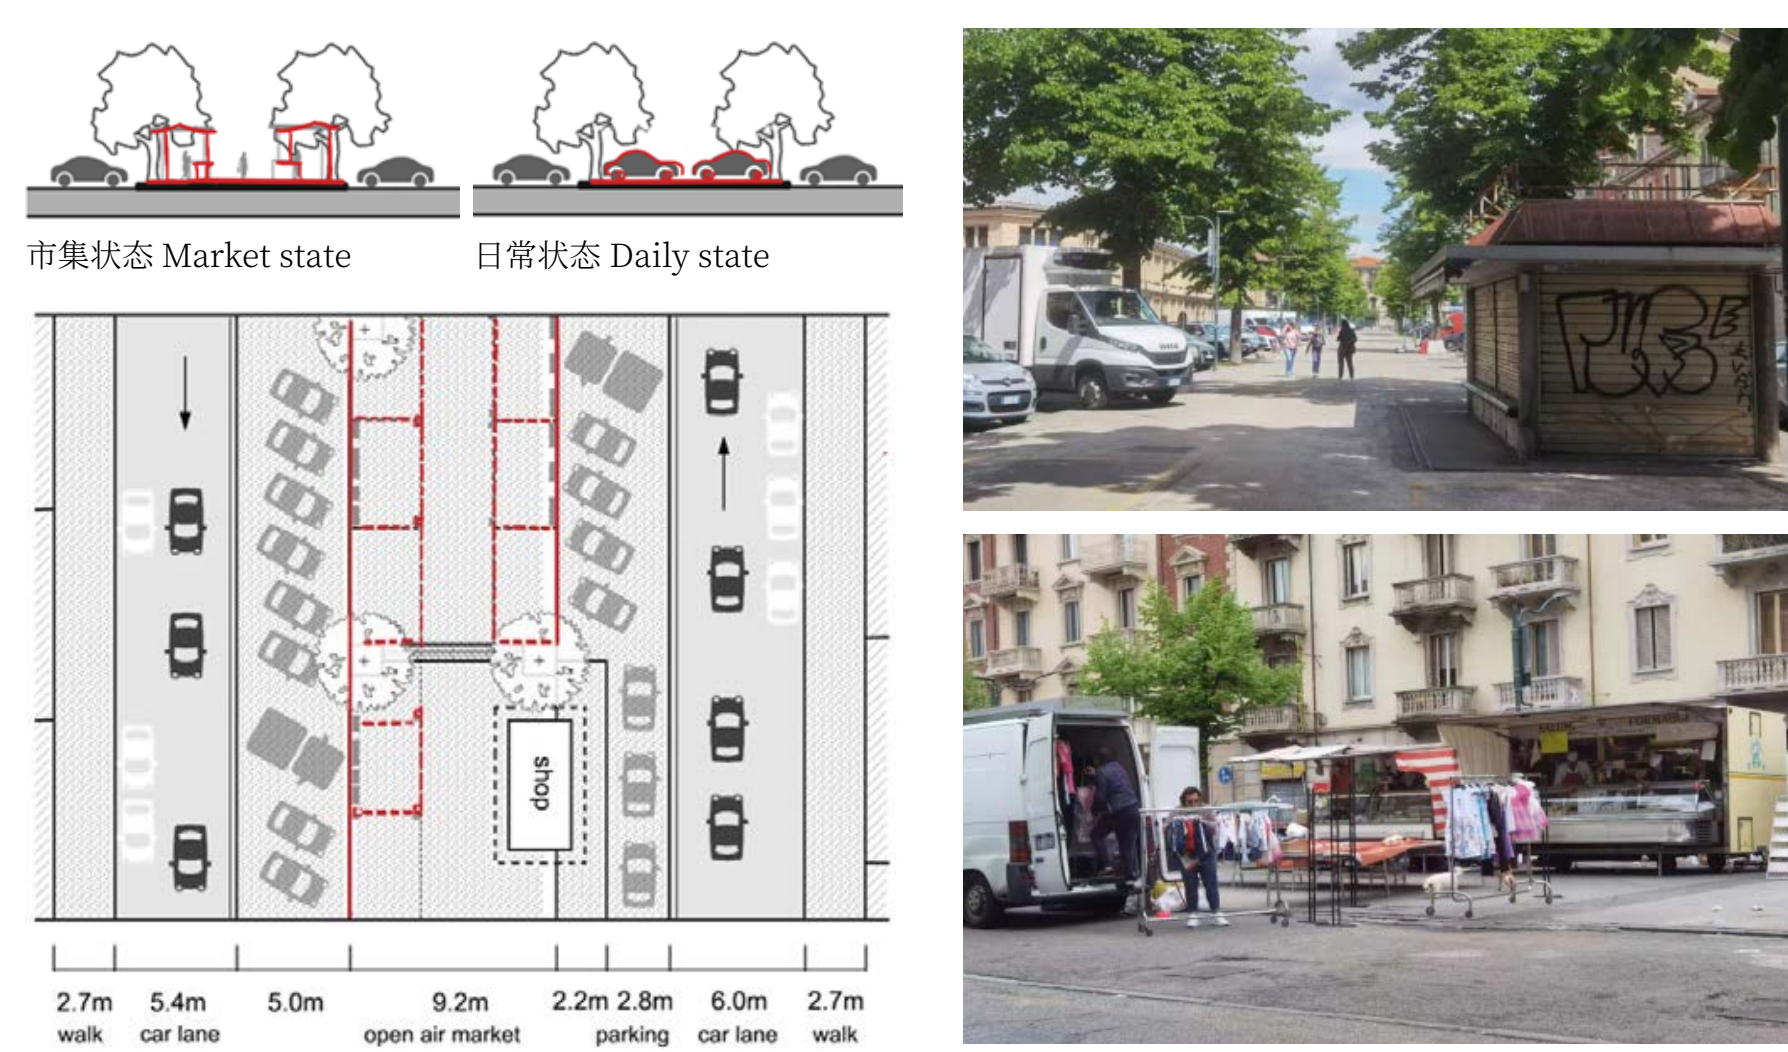 市集状态 Market state
日常状态 Daily state
shop
2.7m 5.4m 5.0m 9.2m 2.2m 2.8m 6.0m 2.7m
walk car lane open air market parking car lane walk
IVECO